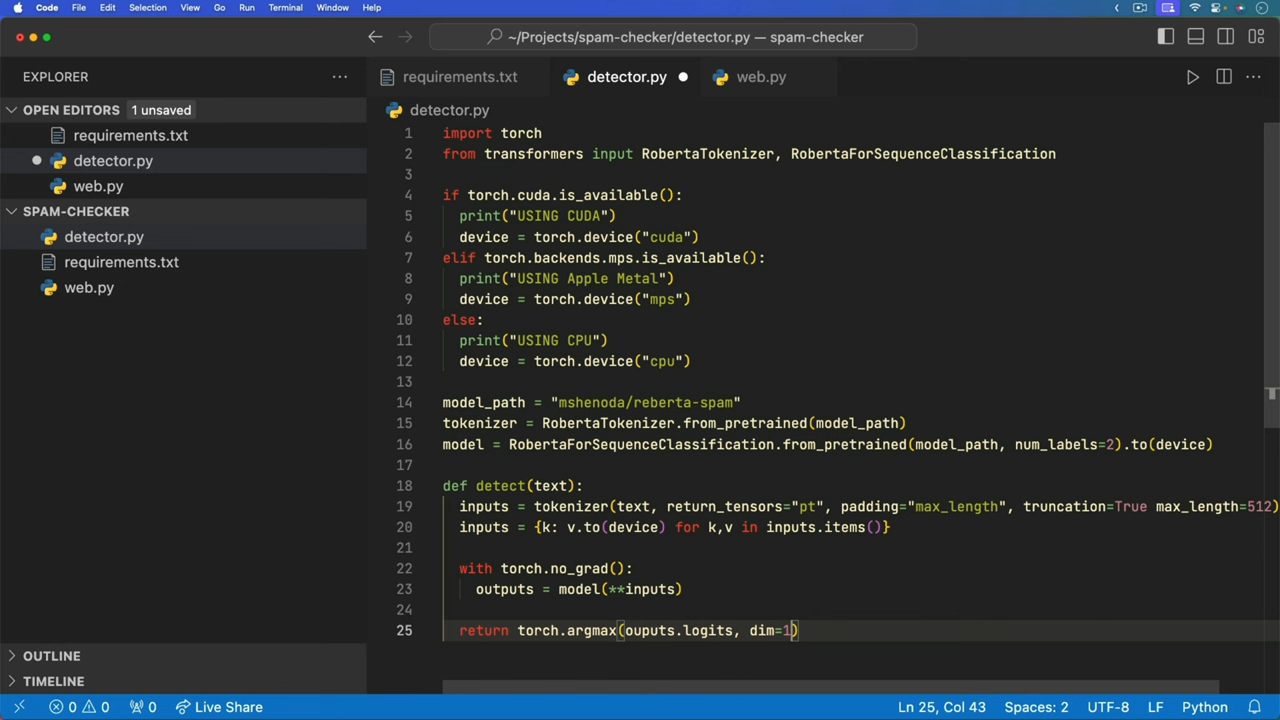 Code File Edit Selection View Go Run Terminal Window Help
~/Projects/spam-checker/detector.py — spam-checker
EXPLORER
OPEN EDITORS 1 unsaved
requirements.txt
detector.py
web.py
SPAM-CHECKER
detector.py
requirements.txt
web.py
OUTLINE
TIMELINE
requirements.txt detector.py web.py
detector.py
1 import torch
2 from transformers input RobertaTokenizer, RobertaForSequenceClassification
3
4 if torch.cuda.is_available():
5 print("USING CUDA")
6 device = torch.device("cuda")
7 elif torch.backends.mps.is_available():
8 print("USING Apple Metal")
9 device = torch.device("mps")
10 else:
11 print("USING CPU")
12 device = torch.device("cpu")
13
14 model_path = "mshenoda/reberta-spam"
15 tokenizer = RobertaTokenizer.from_pretrained(model_path)
16 model = RobertaForSequenceClassification.from_pretrained(model_path, num_labels=2).to(device)
17
18 def detect(text):
19 inputs = tokenizer(text, return_tensors="pt", padding="max_length", truncation=True max_length=512)
20 inputs = {k: v.to(device) for k,v in inputs.items()}
21
22 with torch.no_grad():
23 outputs = model(**inputs)
24
25 return torch.argmax(ouputs.logits, dim=1)
0 0 0 Live Share Ln 25, Col 43 Spaces: 2 UTF-8 LF Python